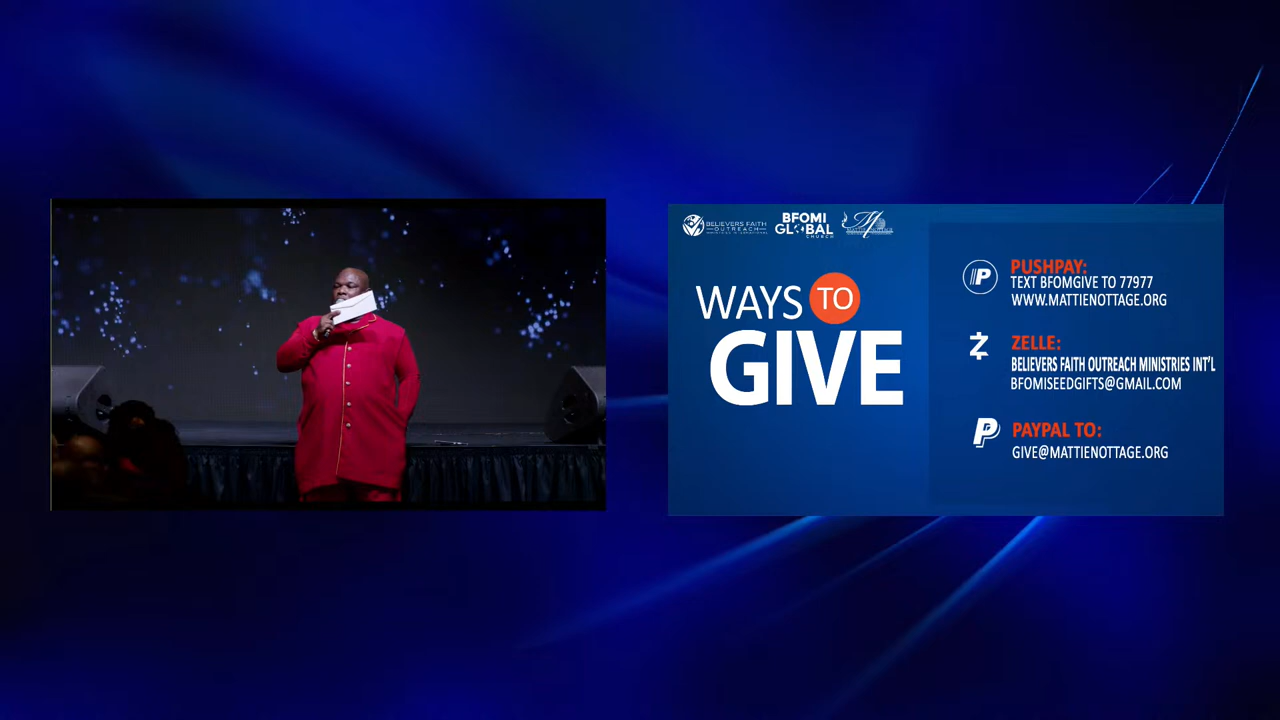 BELIEVERS FAITH
OUTREACH
BFOMI
GLOBAL
CHURCH
WAYS TO
GIVE
PUSHPAY:
TEXT BFOMGIVE TO 77977
WWW.MATTIENOTTAGE.ORG
ZELLE:
BELIEVERS FAITH OUTREACH MINISTRIES INT'L
BFOMISEEDGIFTS@GMAIL.COM
PAYPAL TO:
GIVE@MATTIENOTTAGE.ORG